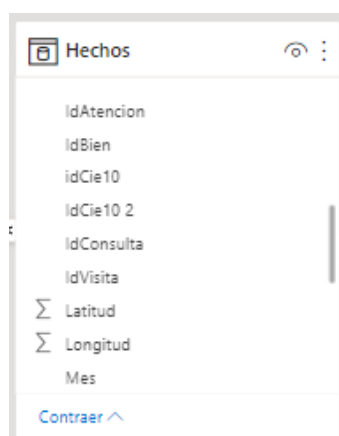 Hechos
IdAtencion
IdBien
idCie10
IdCie10 2
IdConsulta
IdVisita
Latitud
Longitud
Mes
Contraer